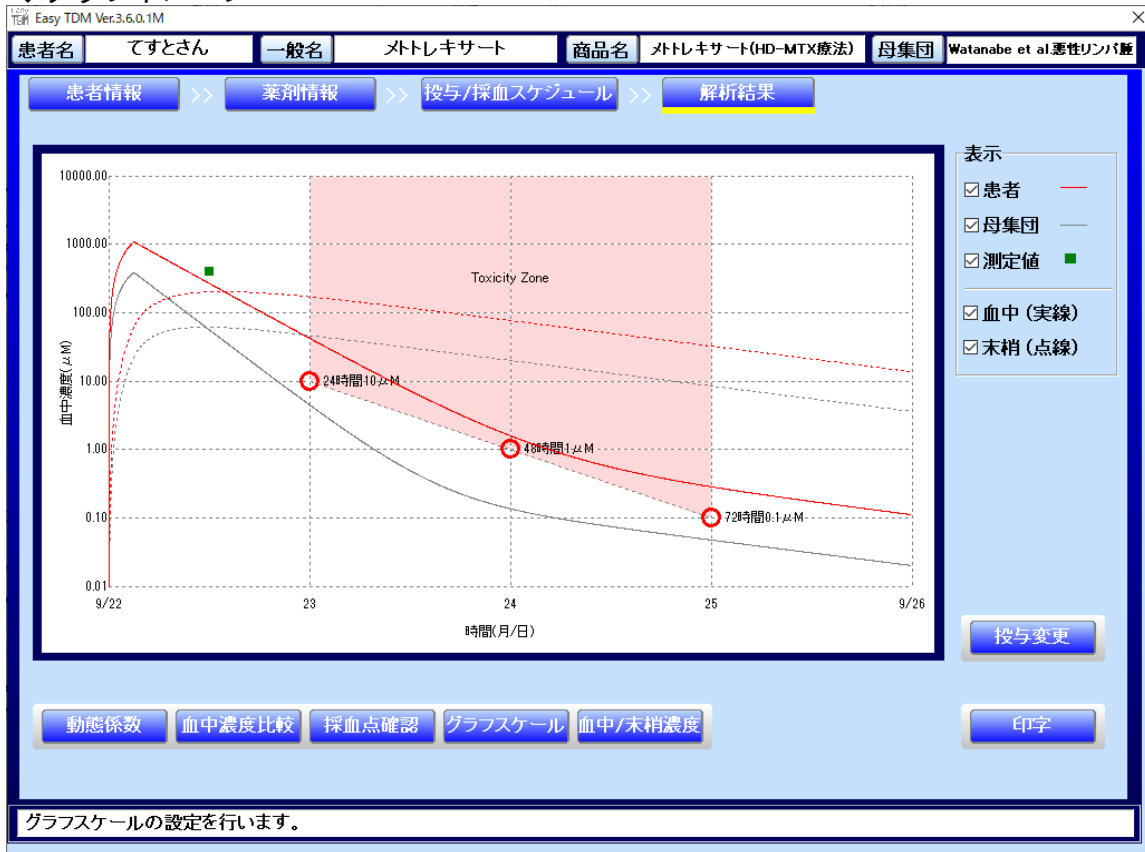 Easy TDM Ver.3.6.0.1M
患者名 てすとさん 一般名 メトトレキサート 商品名 メトトレキサート(HD-MTX療法) 母集団 Watanabe et al.悪性リンパ腫
患者情報 >> 薬剤情報 >> 投与/採血スケジュール >> 解析結果
表示
患者
母集団
測定値
血中 (実線)
末梢 (点線)
血中濃度(μM)
10000.00
1000.00
100.00
10.00
1.00
0.10
0.01
Toxicity Zone
24時間10μM
48時間1μM
72時間0.1μM
9/22 23 24 25 9/26
時間(月/日)
投与変更
動態係数 血中濃度比較 採血点確認 グラフスケール 血中/末梢濃度 印字
グラフスケールの設定を行います。